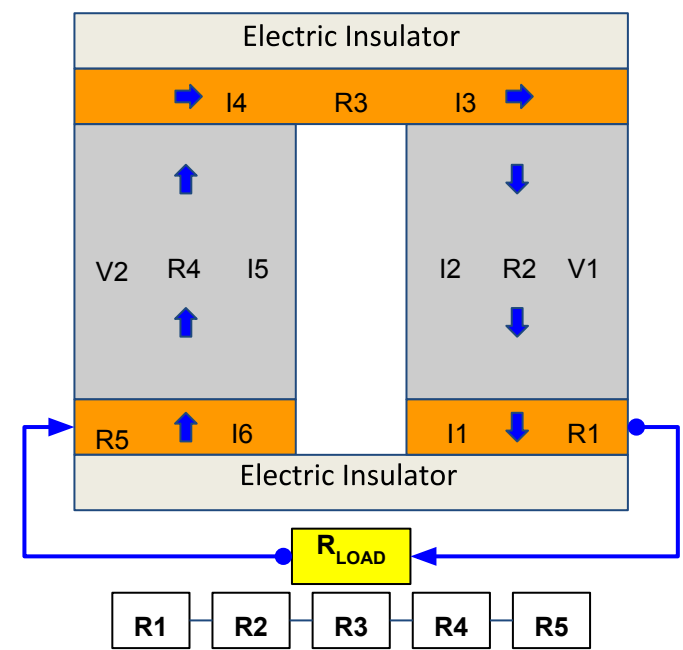 Electric Insulator
I4 R3 I3
V2 R4 I5 I2 R2 V1
R5 I6 I1 R1
Electric Insulator
RLOAD
R1 R2 R3 R4 R5